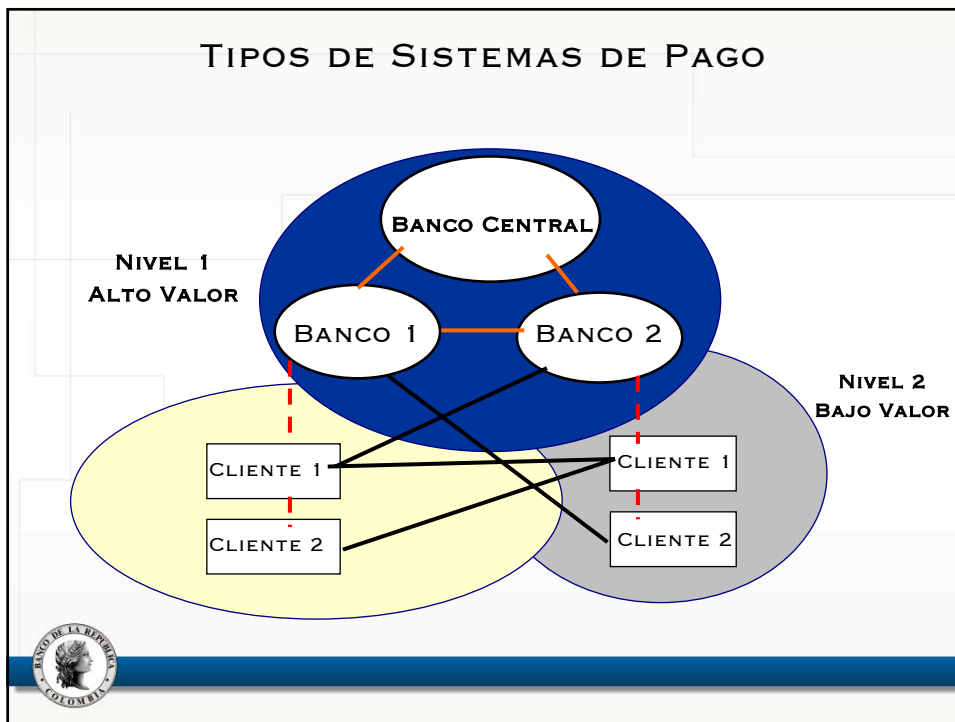 Tipos de Sistemas de Pago
Banco Central
Nivel 1
Alto Valor
Banco 1
Banco 2
Nivel 2
Bajo Valor
Cliente 1
Cliente 1
Cliente 2
Cliente 2
BANCO DE LA REPUBLICA
COLOMBIA